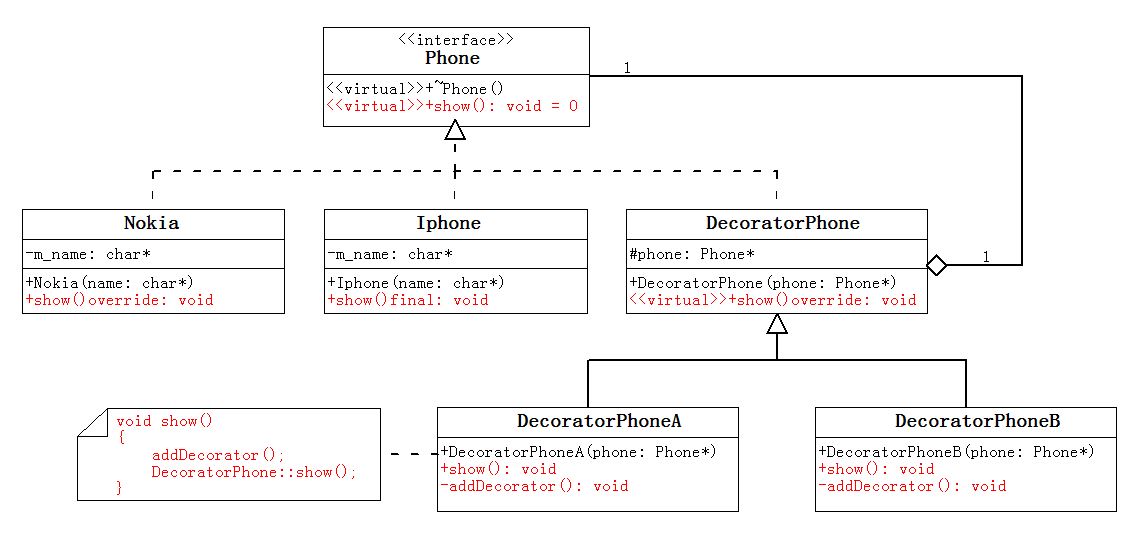 <<interface>>
Phone
<<virtual>>+~Phone()
<<virtual>>+show(): void = 0
1
Nokia
-m_name: char*
+Nokia(name: char*)
+show()override: void
Iphone
-m_name: char*
+Iphone(name: char*)
+show()final: void
DecoratorPhone
#phone: Phone*
+DecoratorPhone(phone: Phone*)
<<virtual>>+show()override: void
1
void show()
{
addDecorator();
DecoratorPhone::show();
}
DecoratorPhoneA
+DecoratorPhoneA(phone: Phone*)
+show(): void
-addDecorator(): void
DecoratorPhoneB
+DecoratorPhoneB(phone: Phone*)
+show(): void
-addDecorator(): void